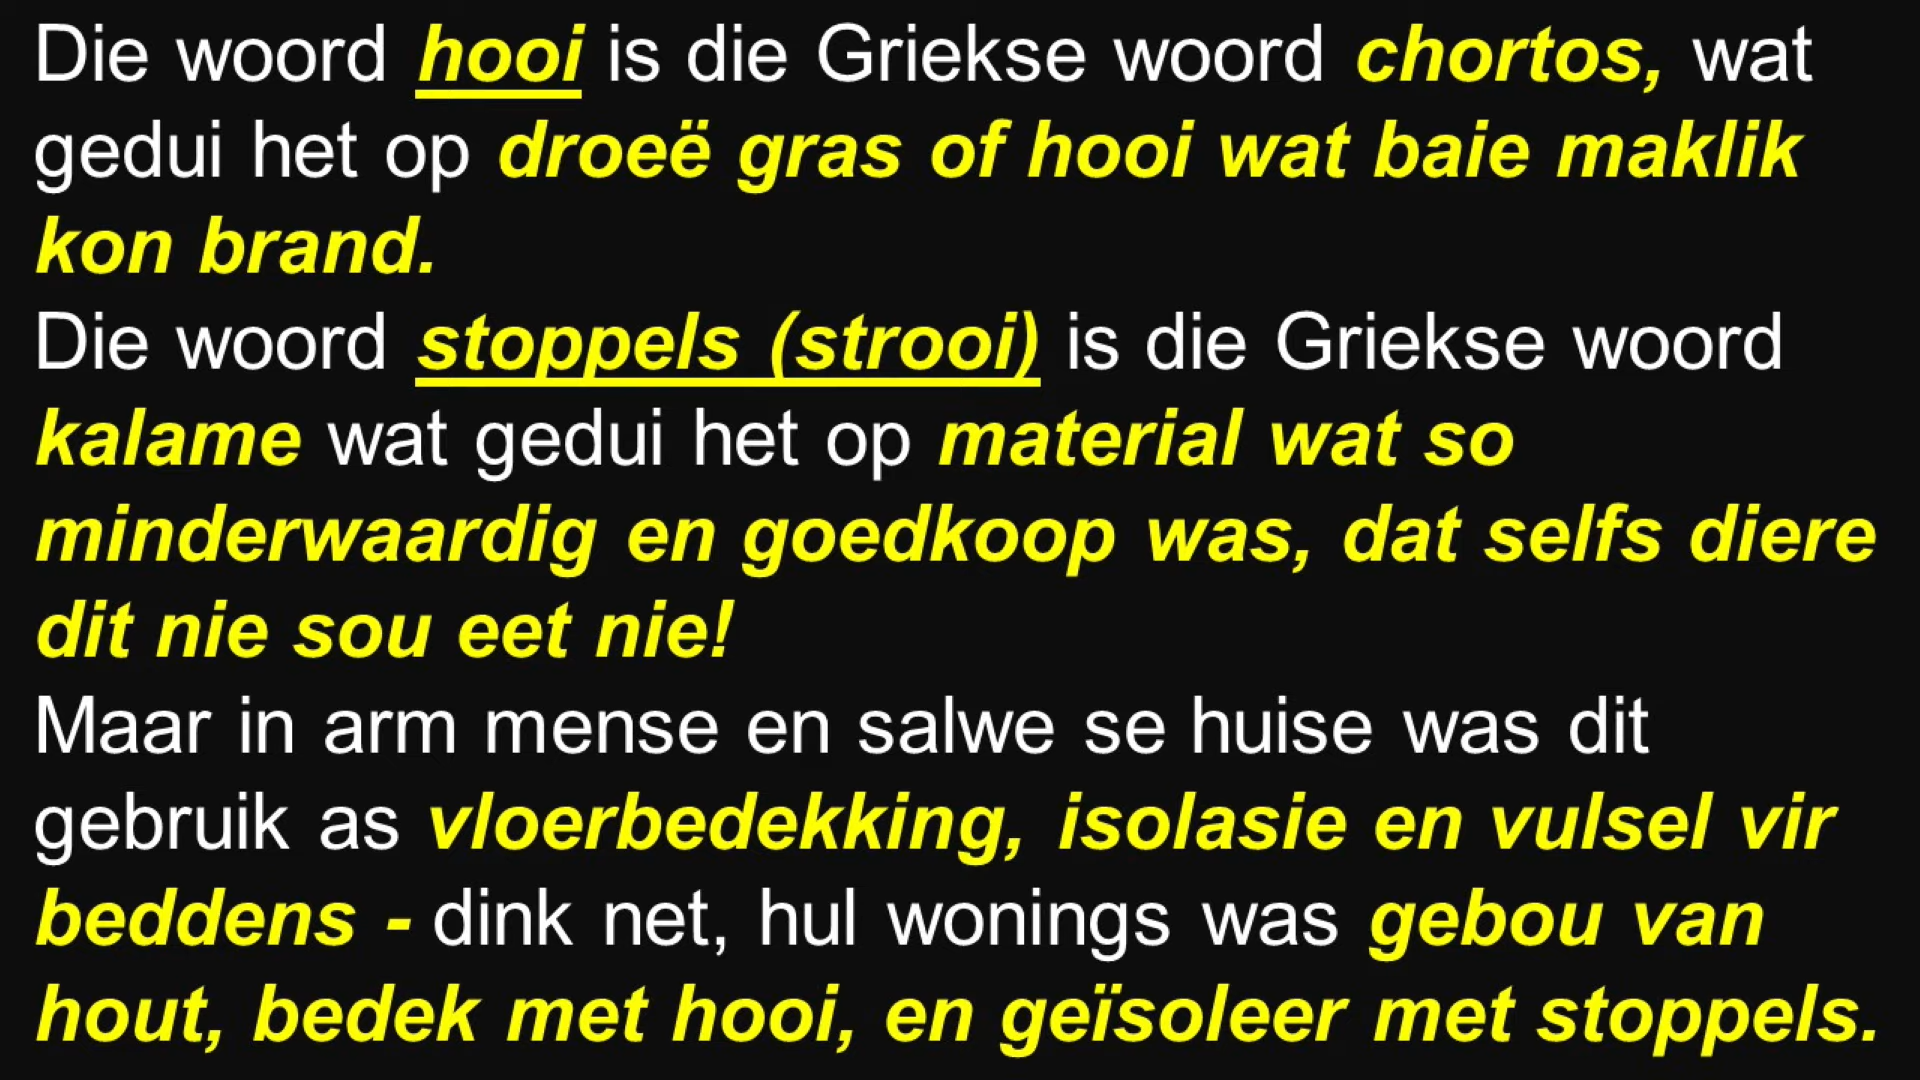 Die woord hooi is die Griekse woord chortos, wat
gedui het op droeë gras of hooi wat baie maklik
kon brand.
Die woord stoppels (strooi) is die Griekse woord
kalame wat gedui het op material wat so
minderwaardig en goedkoop was, dat selfs diere
dit nie sou eet nie!
Maar in arm mense en salwe se huise was dit
gebruik as vloerbedekking, isolasie en vulsel vir
beddens - dink net, hul wonings was gebou van
hout, bedek met hooi, en geïsoleer met stoppels.